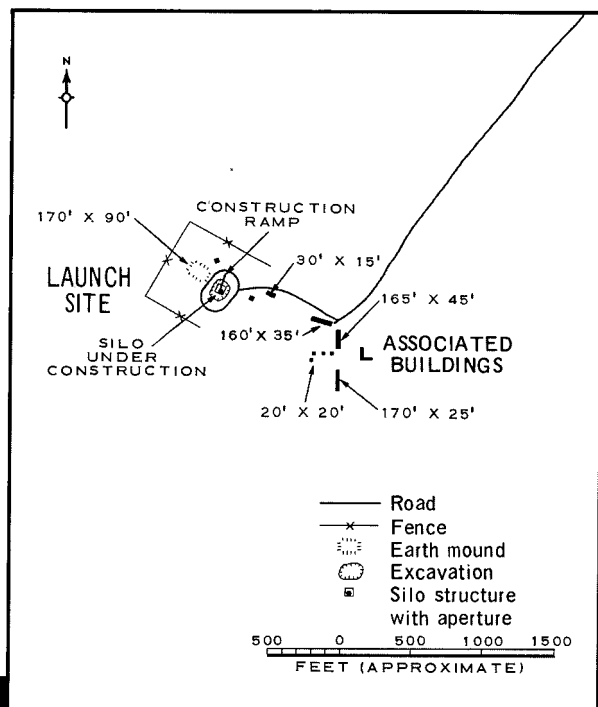 N
170' X 90'
CONSTRUCTION
RAMP
30' X 15'
LAUNCH
SITE
165' X 45'
160' X 35'
SILO
UNDER
CONSTRUCTION
ASSOCIATED
BUILDINGS
20' X 20'
170' X 25'
Road
Fence
Earth mound
Excavation
Silo structure
with aperture
500 0 500 1000 1500
FEET (APPROXIMATE)